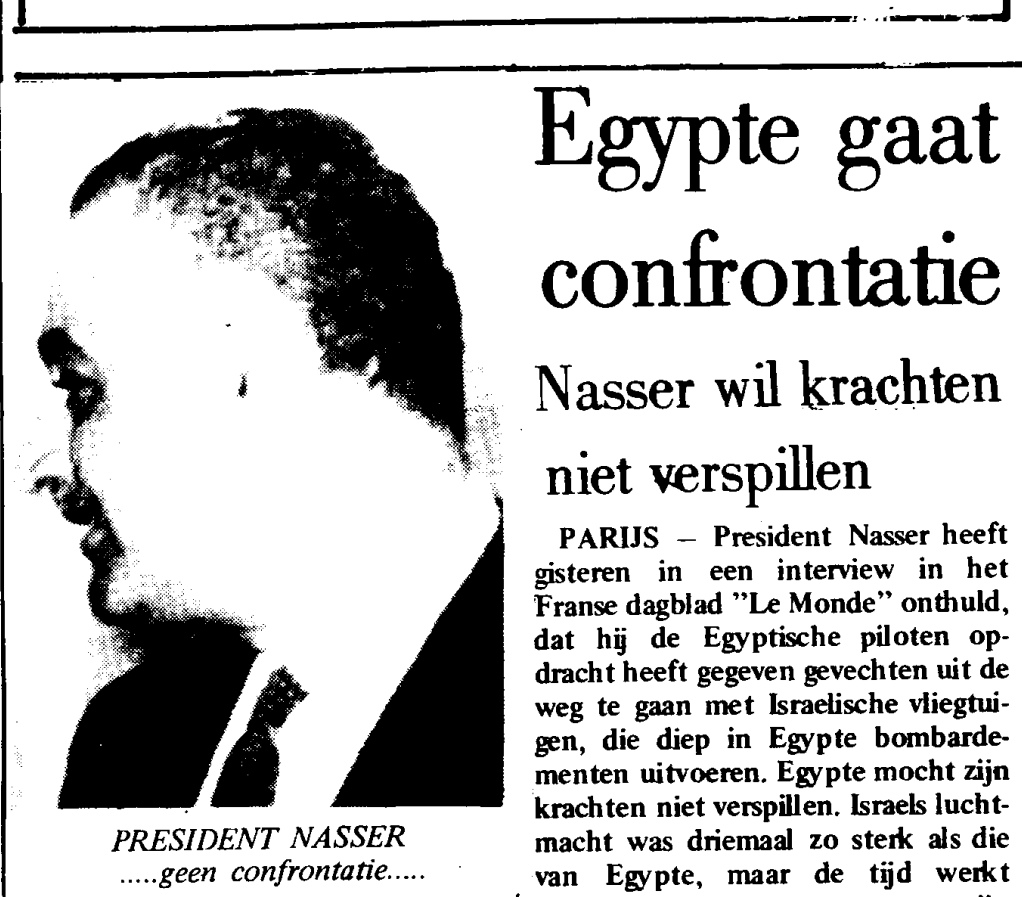 Egypte gaat
confrontatie
Nasser wil krachten
niet verspillen
PARIJS — President Nasser heeft
gisteren in een interview in het
Franse dagblad ”Le Monde” onthuld,
dat hij de Egyptische piloten op-
dracht heeft gegeven gevechten uit de
weg te gaan met Israelische vliegtui-
gen, die diep in Egypte bombarde-
menten uitvoeren. Egypte mocht zijn
krachten niet verspillen. Israels lucht-
macht was driemaal zo sterk als die
van Egypte, maar de tijd werkt
PRESIDENT NASSER
.....geen confrontatie.....